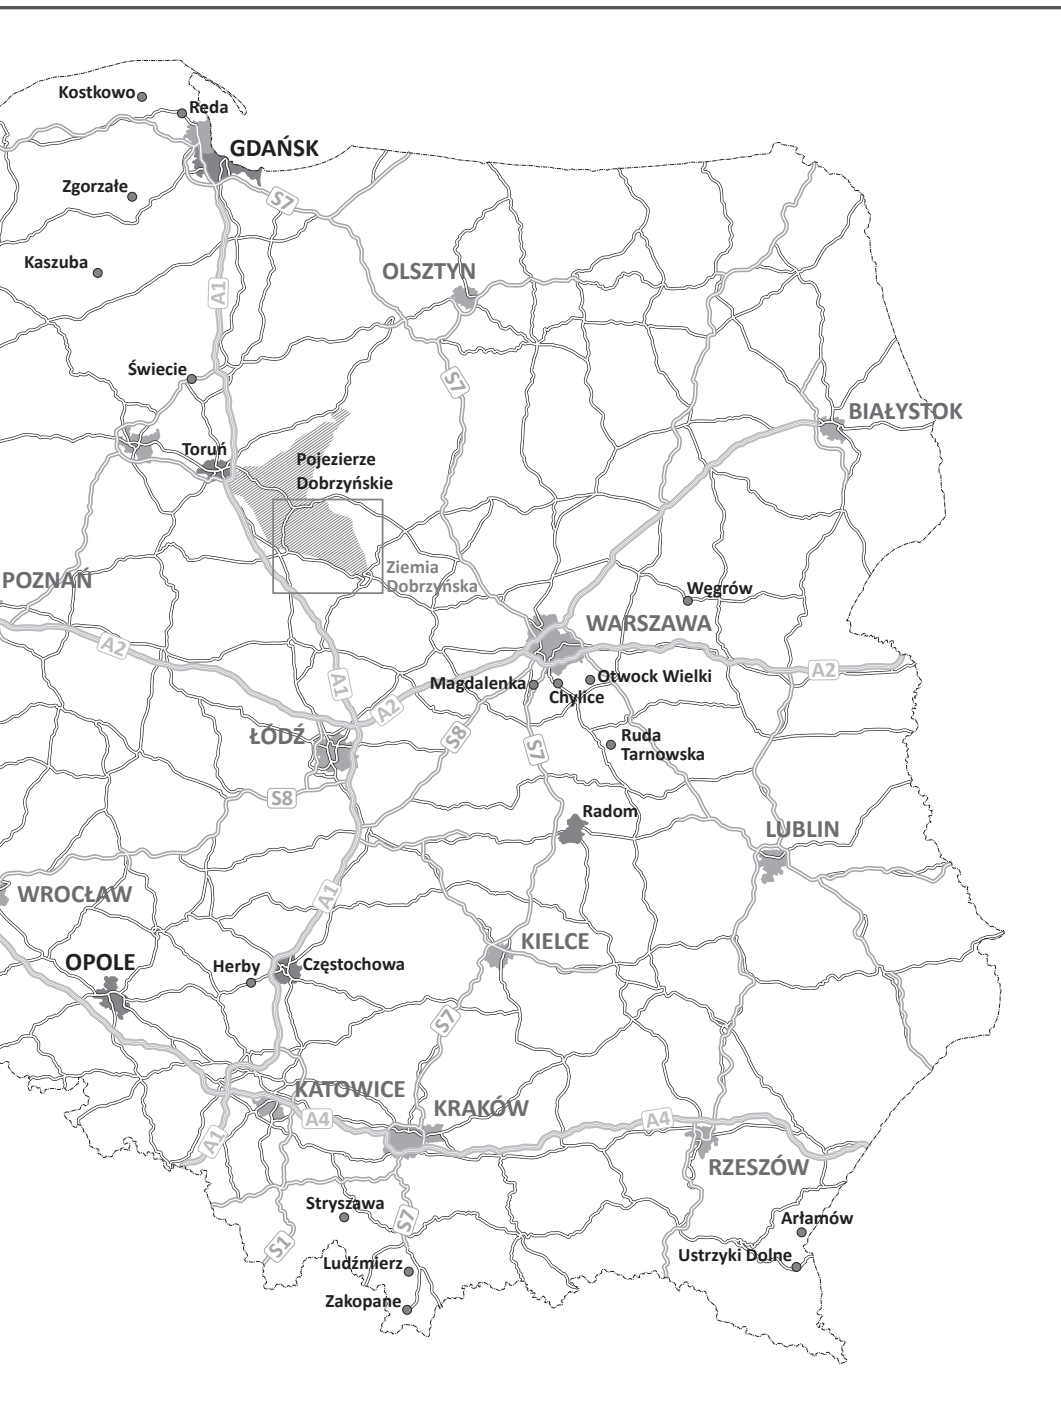 Kostkowo
Reda
GDAŃSK
Zgorzałe
S7
Kaszuba
OLSZTYN
A1
Świecie
S7
BIAŁYSTOK
Toruń
Pojezierze
Dobrzyńskie
Ziemia
Dobrzyńska
POZNAŃ
Węgrów
WARSZAWA
A2
A2
Otwock Wielki
Magdalenka
A1
Chylice
A2
ŁÓDŹ
S8
S7
Ruda
Tarnowska
S8
Radom
LUBLIN
WROCŁAW
A1
KIELCE
OPOLE
Herby
Częstochowa
S7
KATOWICE
KRAKÓW
A4
A4
A1
RZESZÓW
Stryszawa
S7
Arłamów
S1
Ustrzyki Dolne
Ludźmierz
Zakopane